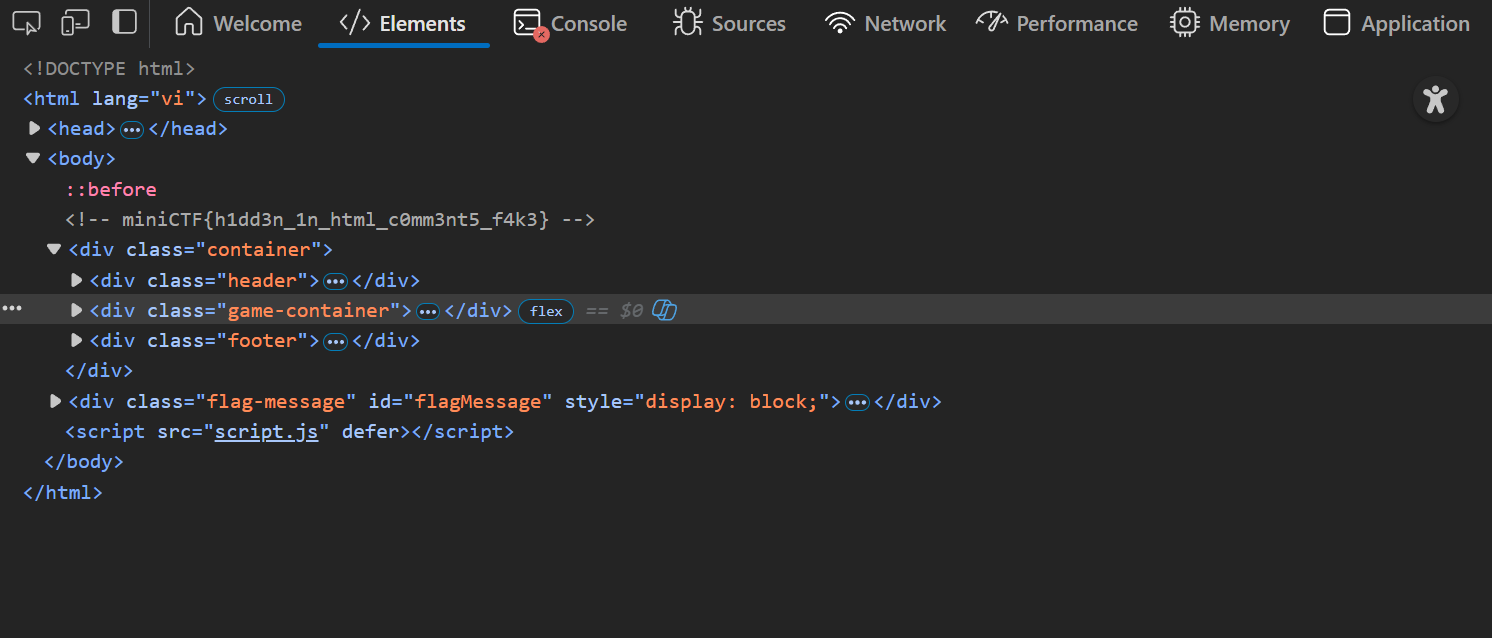 Welcome Elements Console Sources Network Performance Memory Application
<!DOCTYPE html>
<html lang="vi"> scroll
<head> ••• </head>
<body>
::before
<!-- miniCTF{h1dd3n_1n_html_c0mm3nt5_f4k3} -->
<div class="container">
<div class="header"> ••• </div>
<div class="game-container"> ••• </div> flex == $0
<div class="footer"> ••• </div>
</div>
<div class="flag-message" id="flagMessage" style="display: block;"> ••• </div>
<script src="script.js" defer></script>
</body>
</html>